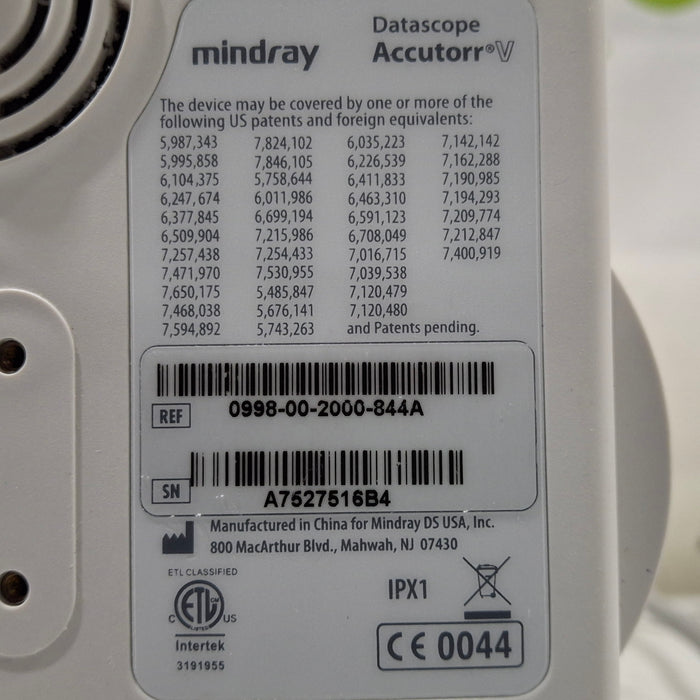 mindray
Datascope
Accutorr® V
The device may be covered by one or more of the
following US patents and foreign equivalents:
5,987,343 7,824,102 6,035,223 7,142,142
5,995,858 7,846,105 6,226,539 7,162,288
6,104,375 5,758,644 6,411,833 7,190,985
6,247,674 6,011,986 6,463,310 7,194,293
6,377,845 6,699,194 6,591,123 7,209,774
6,509,904 7,215,986 6,708,049 7,212,847
7,257,438 7,254,433 7,016,715 7,400,919
7,471,970 7,530,955 7,039,538
7,650,175 5,485,847 7,120,479
7,468,038 5,676,141 7,120,480
7,594,892 5,743,263 and Patents pending.
REF 0998-00-2000-844A
SN A7527516B4
Manufactured in China for Mindray DS USA, Inc.
800 MacArthur Blvd., Mahwah, NJ 07430
ETL CLASSIFIED
C ETL CM US
LISTED
Intertek
3191955
IPX1
CE 0044